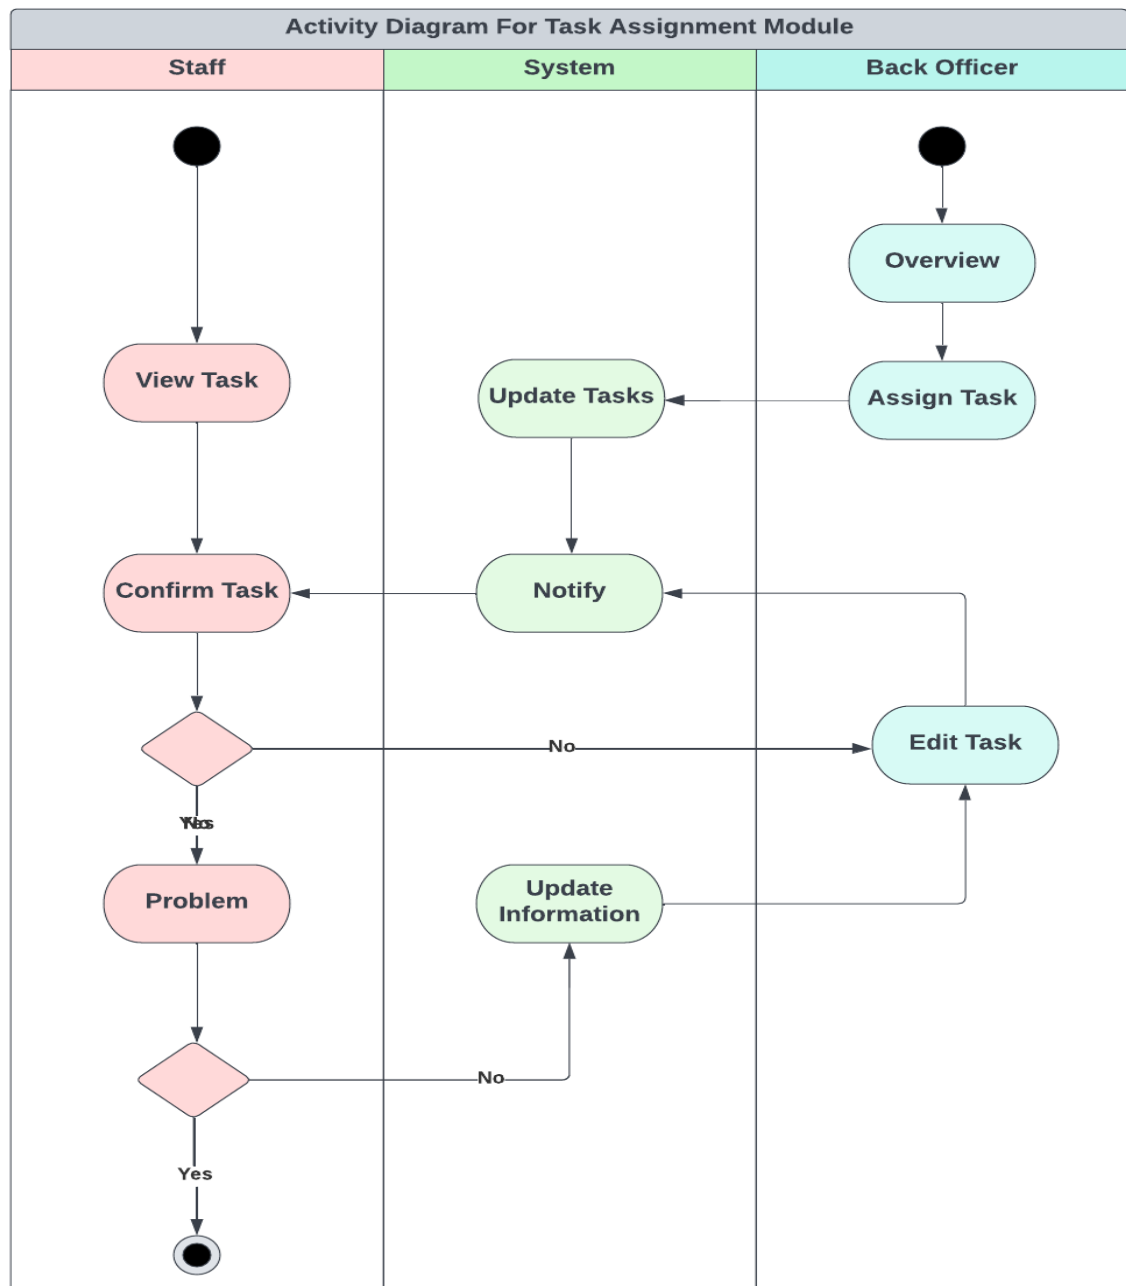 Activity Diagram For Task Assignment Module
Staff
System
Back Officer
Overview
View Task
Update Tasks
Assign Task
Confirm Task
Notify
No
Edit Task
Problem
Update
Information
No
Yes